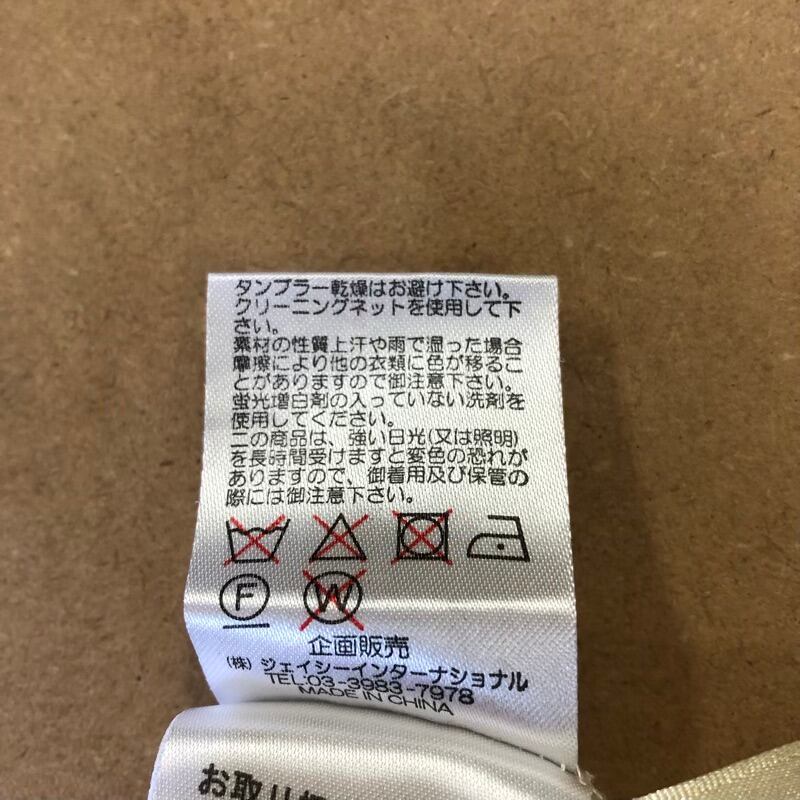 タンブラー乾燥はお避け下さい。
クリーニングネットを使用して下
さい。
素材の性質上汗や雨で湿った場合
摩擦により他の衣類に色が移るこ
とがありますので御注意下さい。
蛍光増白剤の入っていない洗剤を
使用してください。
この商品は、強い日光(又は照明)
を長時間受けますと変色の恐れが
ありますので、御着用及び保管の
際には御注意下さい。
F W
企画販売
(株) ジェイシーインターナショナル
TEL:03-3983-7978
MADE IN CHINA
お取り